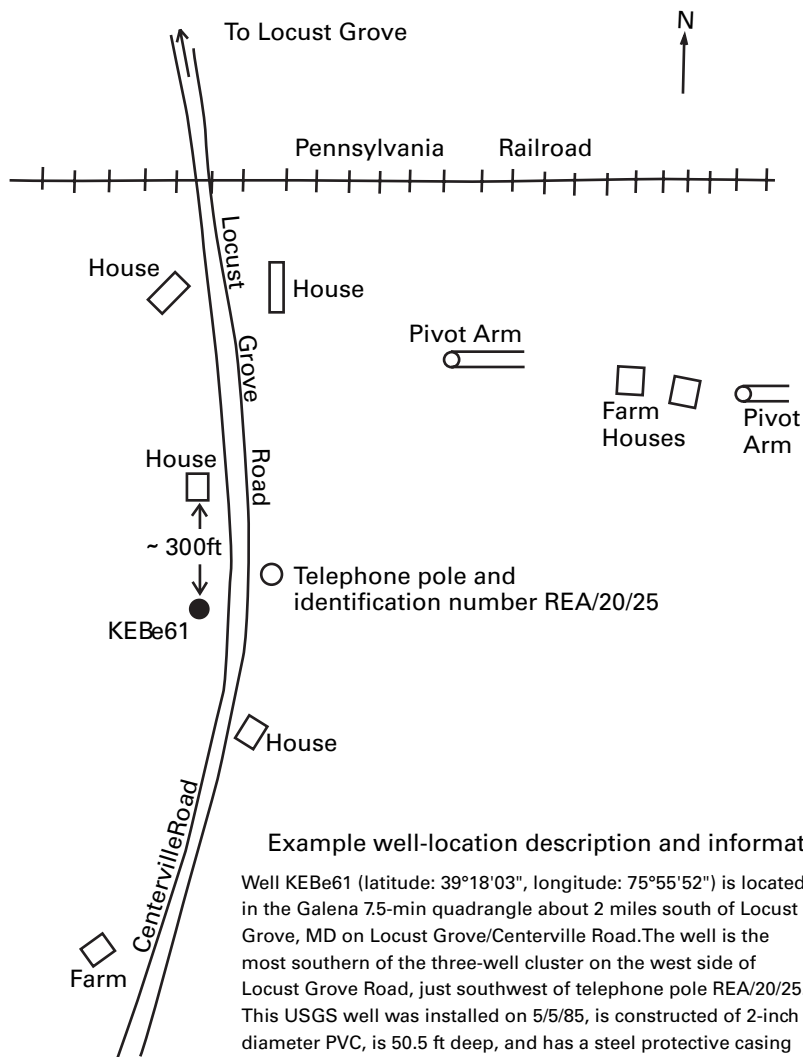 To Locust Grove
N
Pennsylvania Railroad
Locust Grove Road
House
House
Pivot Arm
Farm
Houses
Pivot
Arm
House
~ 300ft
Telephone pole and
identification number REA/20/25
KEBe61
House
CentervilleRoad
Farm
Example well-location description and informat
Well KEBe61 (latitude: 39°18'03", longitude: 75°55'52") is located
in the Galena 7.5-min quadrangle about 2 miles south of Locust
Grove, MD on Locust Grove/Centerville Road.The well is the
most southern of the three-well cluster on the west side of
Locust Grove Road, just southwest of telephone pole REA/20/25
This USGS well was installed on 5/5/85, is constructed of 2-inch
diameter PVC, is 50.5 ft deep, and has a steel protective casing